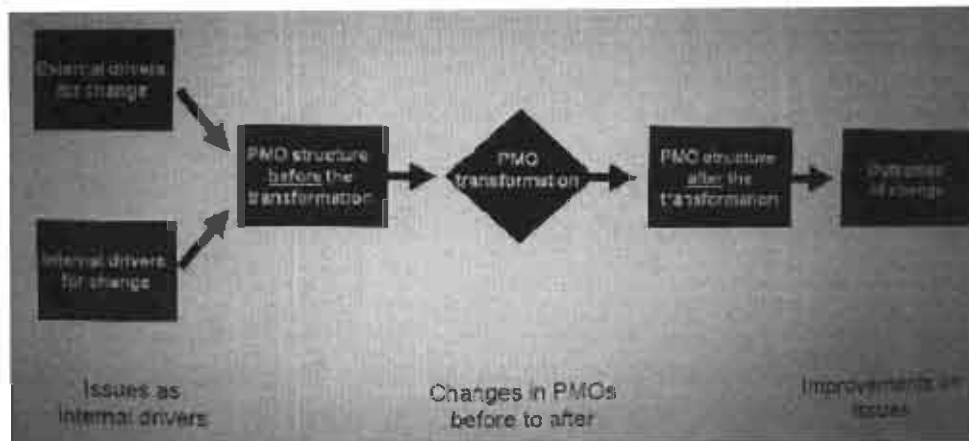 External drivers
for change
PMO structure
before the
transformation
PMO
transformation
PMO structure
after the
transformation
Outcomes
of change
Internal drivers
for change
Issues as
internal drivers
Changes in PMOs
before to after
Improvements
issues